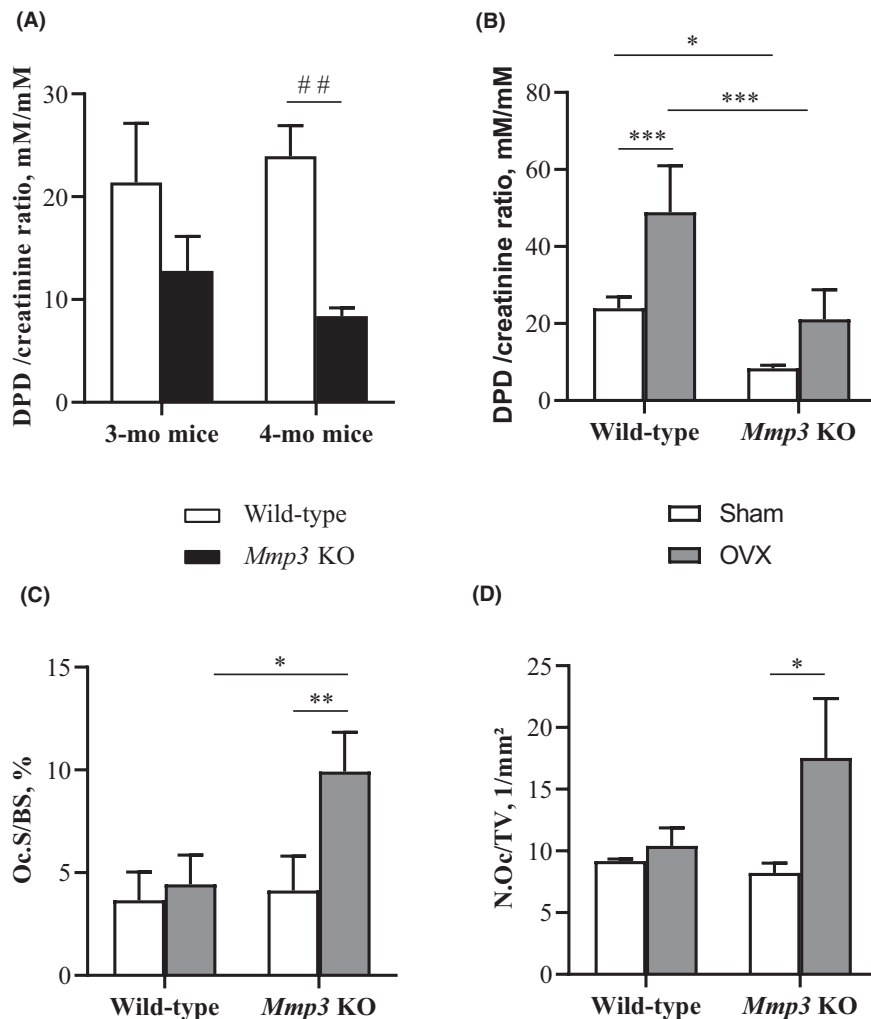 (A)
DPD /creatinine ratio, mM/mM
30
20
10
0
# #
3-mo mice
4-mo mice
(B)
DPD /creatinine ratio, mM/mM
80
60
40
20
0
*
***
***
Wild-type
Mmp3 KO
Wild-type
Mmp3 KO
Sham
OVX
(C)
Oc.S/BS, %
15
10
5
0
*
**
Wild-type
Mmp3 KO
(D)
N.Oc/TV, 1/mm²
25
20
15
10
5
0
*
Wild-type
Mmp3 KO